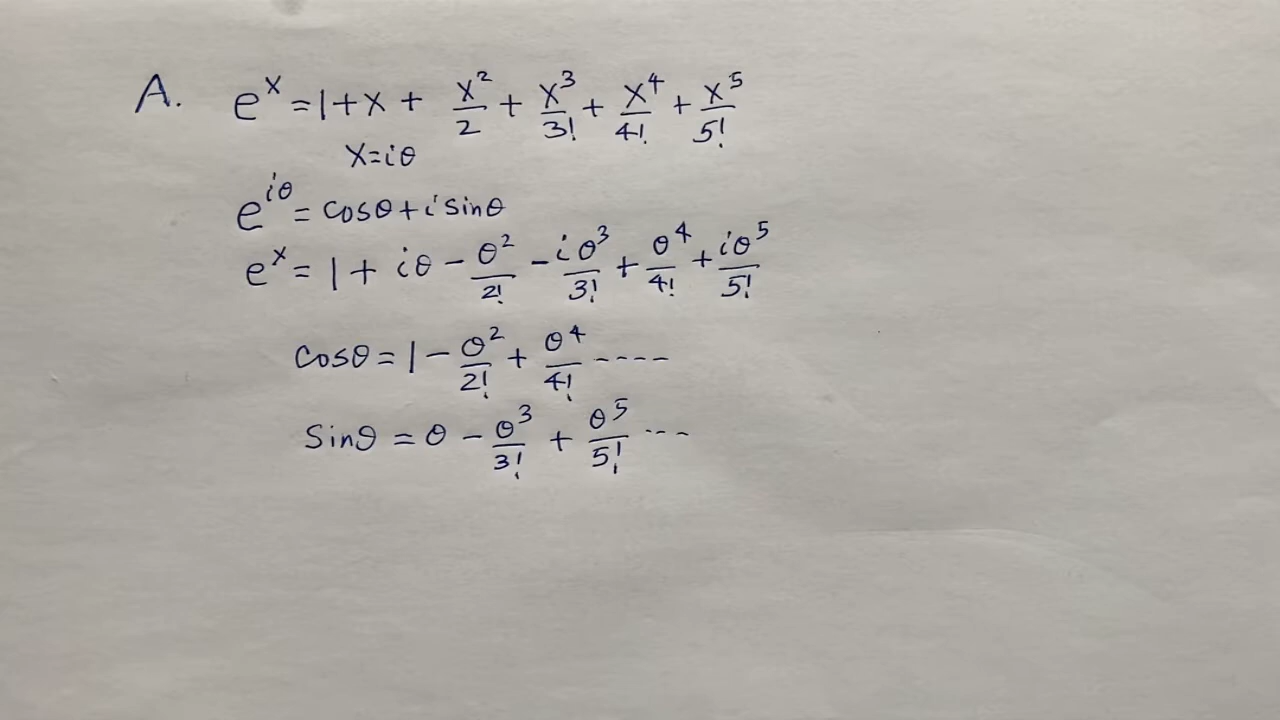 A. e^x = 1 + x + x²/2 + x³/3! + x⁴/4! + x⁵/5!
x = iθ
e^iθ = cosθ + i sinθ
e^x = 1 + iθ - θ²/2! - iθ³/3! + θ⁴/4! + iθ⁵/5!
cosθ = 1 - θ²/2! + θ⁴/4! ----
Sinθ = θ - θ³/3! + θ⁵/5! ---